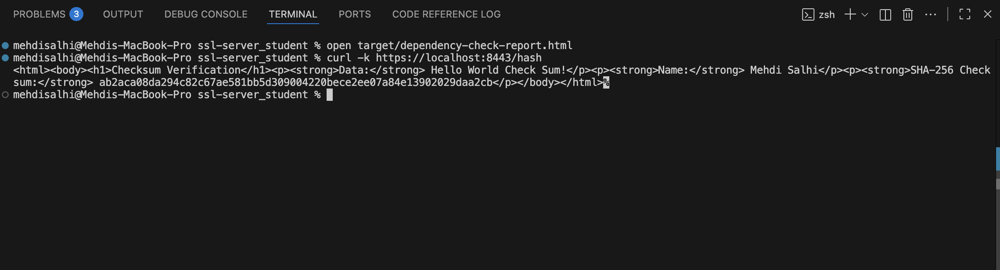 PROBLEMS 3 OUTPUT DEBUG CONSOLE TERMINAL PORTS CODE REFERENCE LOG zsh
mehdisalhi@Mehdis-MacBook-Pro ssl-server_student % open target/dependency-check-report.html
mehdisalhi@Mehdis-MacBook-Pro ssl-server_student % curl -k https://localhost:8443/hash
<html><body><h1>Checksum Verification</h1><p><strong>Data:</strong> Hello World Check Sum!</p><p><strong>Name:</strong> Mehdi Salhi</p><p><strong>SHA-256 Check
sum:</strong> ab2aca08da294c82c67ae581bb5d309004220bece2ee07a84e13902029daa2cb</p></body></html>%
mehdisalhi@Mehdis-MacBook-Pro ssl-server_student %